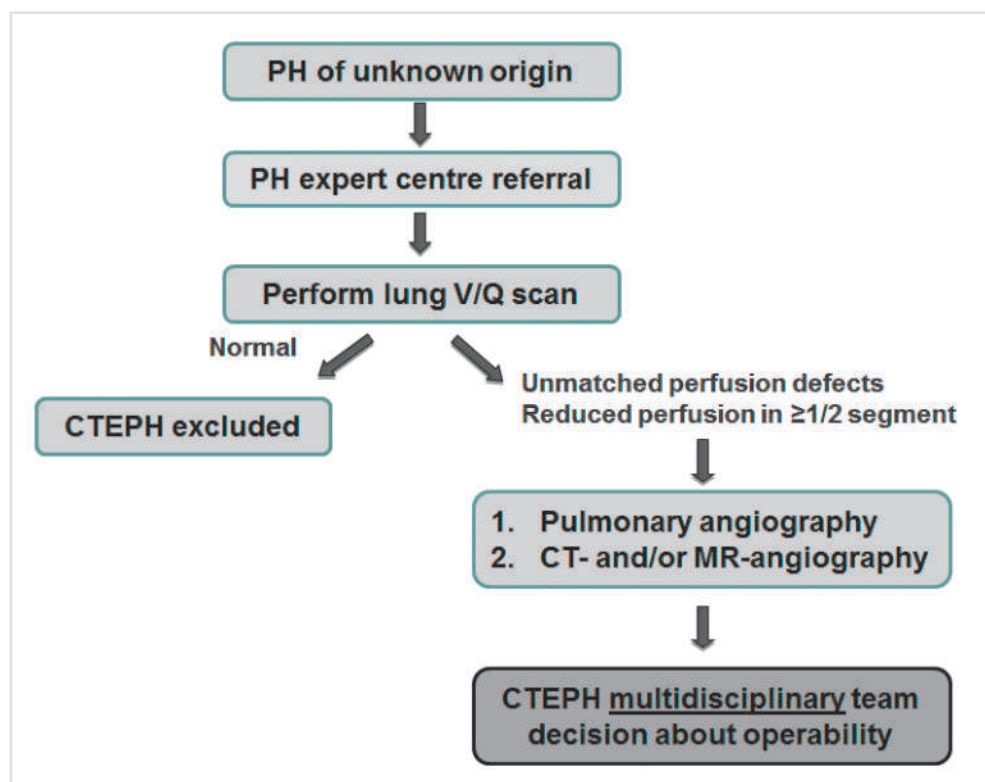 PH of unknown origin
PH expert centre referral
Perform lung V/Q scan
Normal
CTEPH excluded
Unmatched perfusion defects
Reduced perfusion in ≥1/2 segment
1. Pulmonary angiography
2. CT- and/or MR-angiography
CTEPH multidisciplinary team
decision about operability